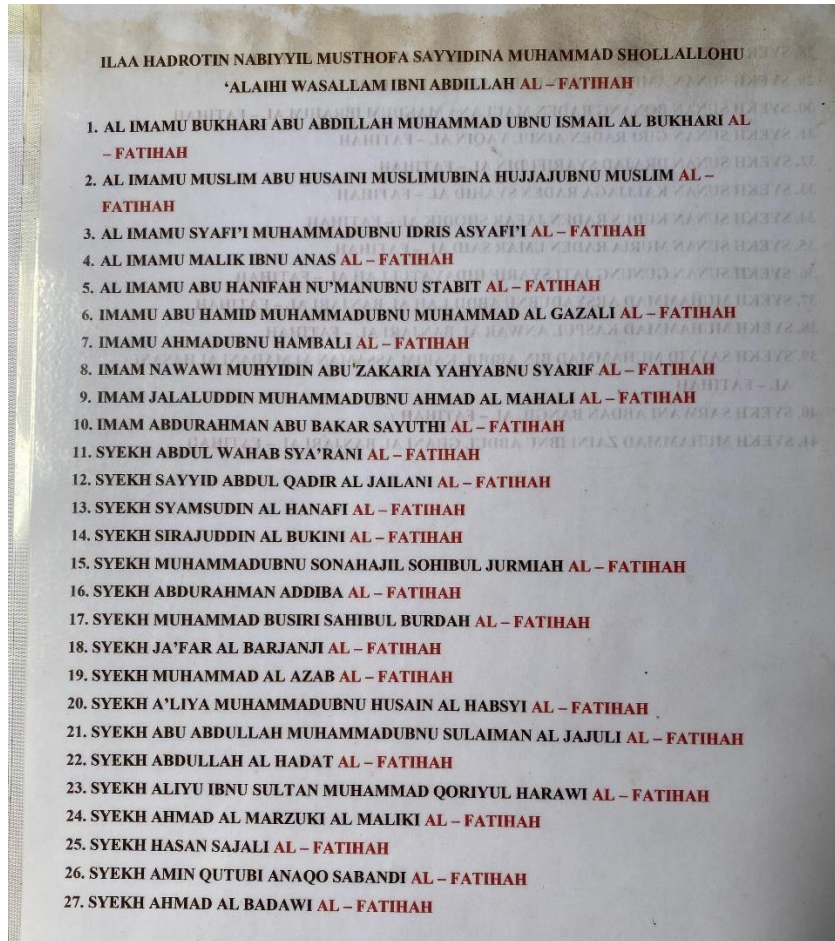 ILAA HADROTIN NABIYYIL MUSTHOFA SAYYIDINA MUHAMMAD SHOLLALLOHU
‘ALAIHI WASALLAM IBNI ABDILLAH AL – FATIHAH
1. AL IMAMU BUKHARI ABU ABDILLAH MUHAMMAD UBNU ISMAIL AL BUKHARI AL
– FATIHAH
2. AL IMAMU MUSLIM ABU HUSAINI MUSLIMUBINA HUJJAJUBNU MUSLIM AL –
FATIHAH
3. AL IMAMU SYAFI’I MUHAMMADUBNU IDRIS ASYAFI’I AL – FATIHAH
4. AL IMAMU MALIK IBNU ANAS AL – FATIHAH
5. AL IMAMU ABU HANIFAH NU’MANUBNU STABIT AL – FATIHAH
6. IMAMU ABU HAMID MUHAMMADUBNU MUHAMMAD AL GAZALI AL – FATIHAH
7. IMAMU AHMADUBNU HAMBALI AL – FATIHAH
8. IMAM NAWAWI MUHYIDIN ABU ZAKARIA YAHYABNU SYARIF AL – FATIHAH
9. IMAM JALALUDDIN MUHAMMADUBNU AHMAD AL MAHALI AL – FATIHAH
10. IMAM ABDURAHMAN ABU BAKAR SAYUTHI AL – FATIHAH
11. SYEKH ABDUL WAHAB SYA’RANI AL – FATIHAH
12. SYEKH SAYYID ABDUL QADIR AL JAILANI AL – FATIHAH
13. SYEKH SYAMSUDIN AL HANAFI AL – FATIHAH
14. SYEKH SIRAJUDDIN AL BUKINI AL – FATIHAH
15. SYEKH MUHAMMADUBNU SONAHAJIL SOHIBUL JURMIAH AL – FATIHAH
16. SYEKH ABDURAHMAN ADDIBA AL – FATIHAH
17. SYEKH MUHAMMAD BUSIRI SAHIBUL BURDAH AL – FATIHAH
18. SYEKH JA’FAR AL BARJANJI AL – FATIHAH
19. SYEKH MUHAMMAD AL AZAB AL – FATIHAH
20. SYEKH A’LIYA MUHAMMADUBNU HUSAIN AL HABSYI AL – FATIHAH
21. SYEKH ABU ABDULLAH MUHAMMADUBNU SULAIMAN AL JAJULI AL – FATIHAH
22. SYEKH ABDULLAH AL HADAT AL – FATIHAH
23. SYEKH ALIYU IBNU SULTAN MUHAMMAD QORIYUL HARAWI AL – FATIHAH
24. SYEKH AHMAD AL MARZUKI AL MALIKI AL – FATIHAH
25. SYEKH HASAN SAJALI AL – FATIHAH
26. SYEKH AMIN QUTUBI ANAQO SABANDI AL – FATIHAH
27. SYEKH AHMAD AL BADAWI AL – FATIHAH